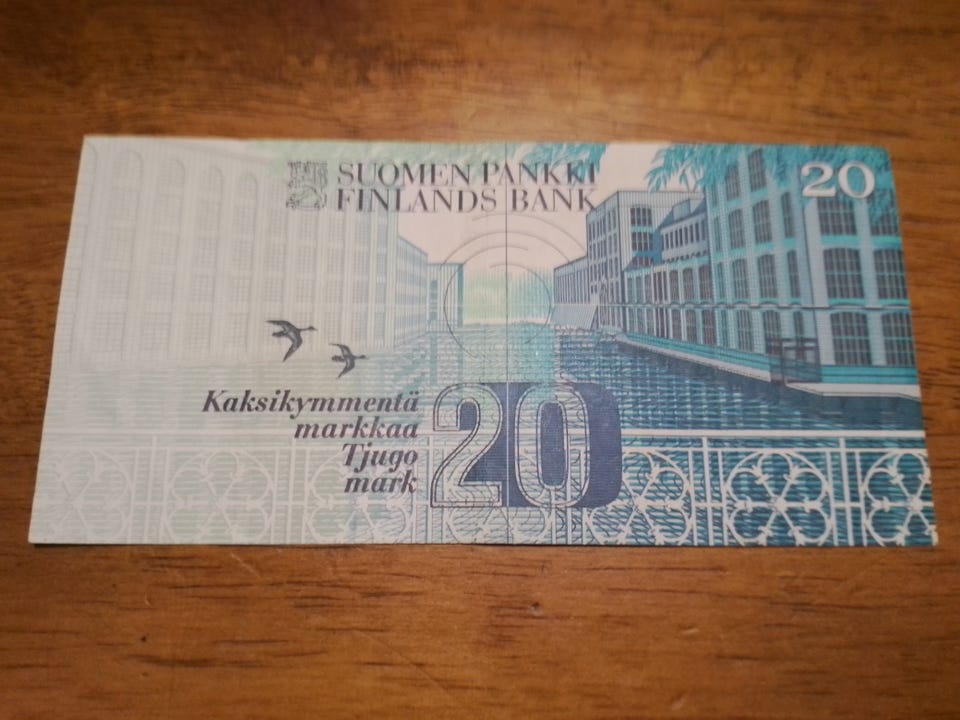 SUOMEN PANKKI
FINLANDS BANK
20
Kaksikymmentä
markkaa
Tjugo
mark
20